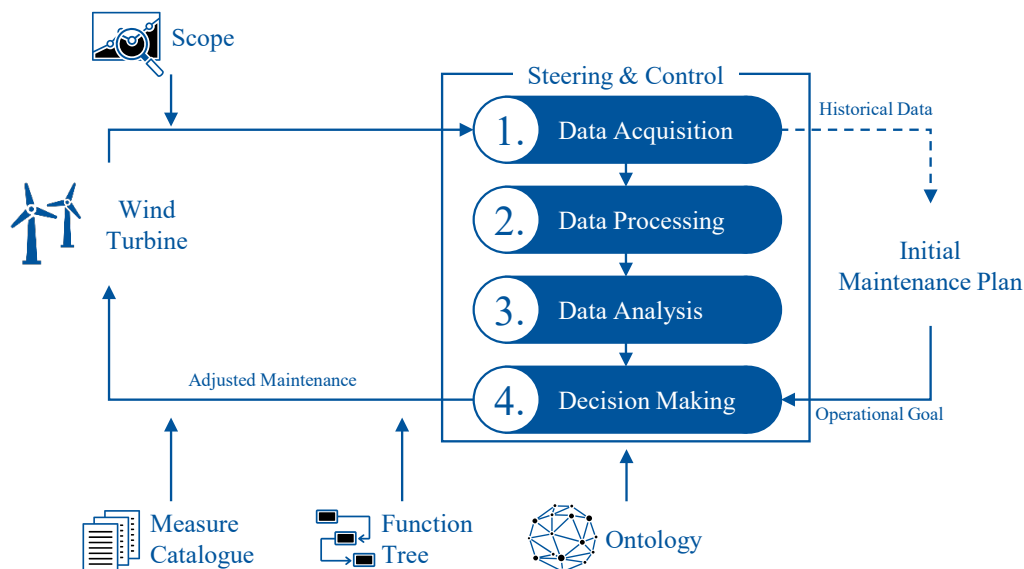 Scope
Steering & Control
1. Data Acquisition
Historical Data
2. Data Processing
Wind
Turbine
Initial
Maintenance Plan
3. Data Analysis
Adjusted Maintenance
4. Decision Making
Operational Goal
Measure
Catalogue
Function
Tree
Ontology